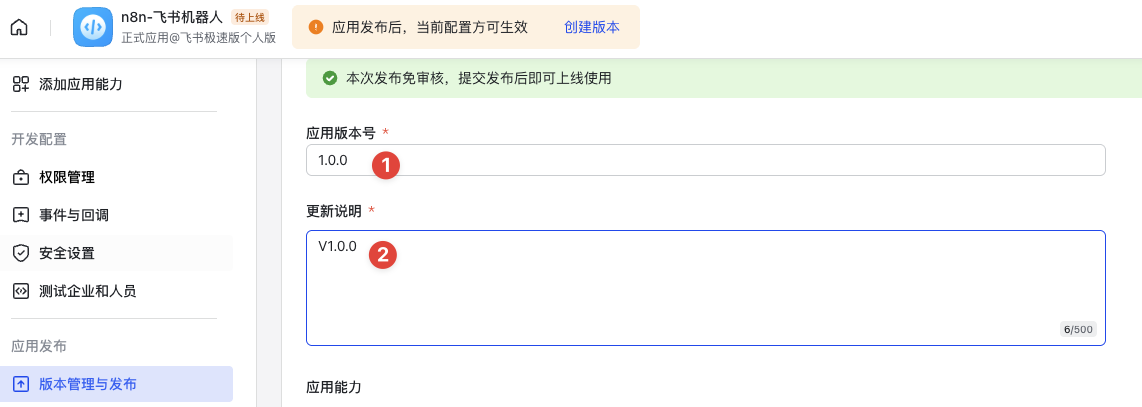 n8n-飞书机器人 待上线
正式应用@飞书极速版个人版
应用发布后，当前配置方可生效 创建版本
添加应用能力
开发配置
权限管理
事件与回调
安全设置
测试企业和人员
应用发布
版本管理与发布
本次发布免审核，提交发布后即可上线使用
应用版本号 *
1.0.0 1
更新说明 *
V1.0.0 2
6/500
应用能力